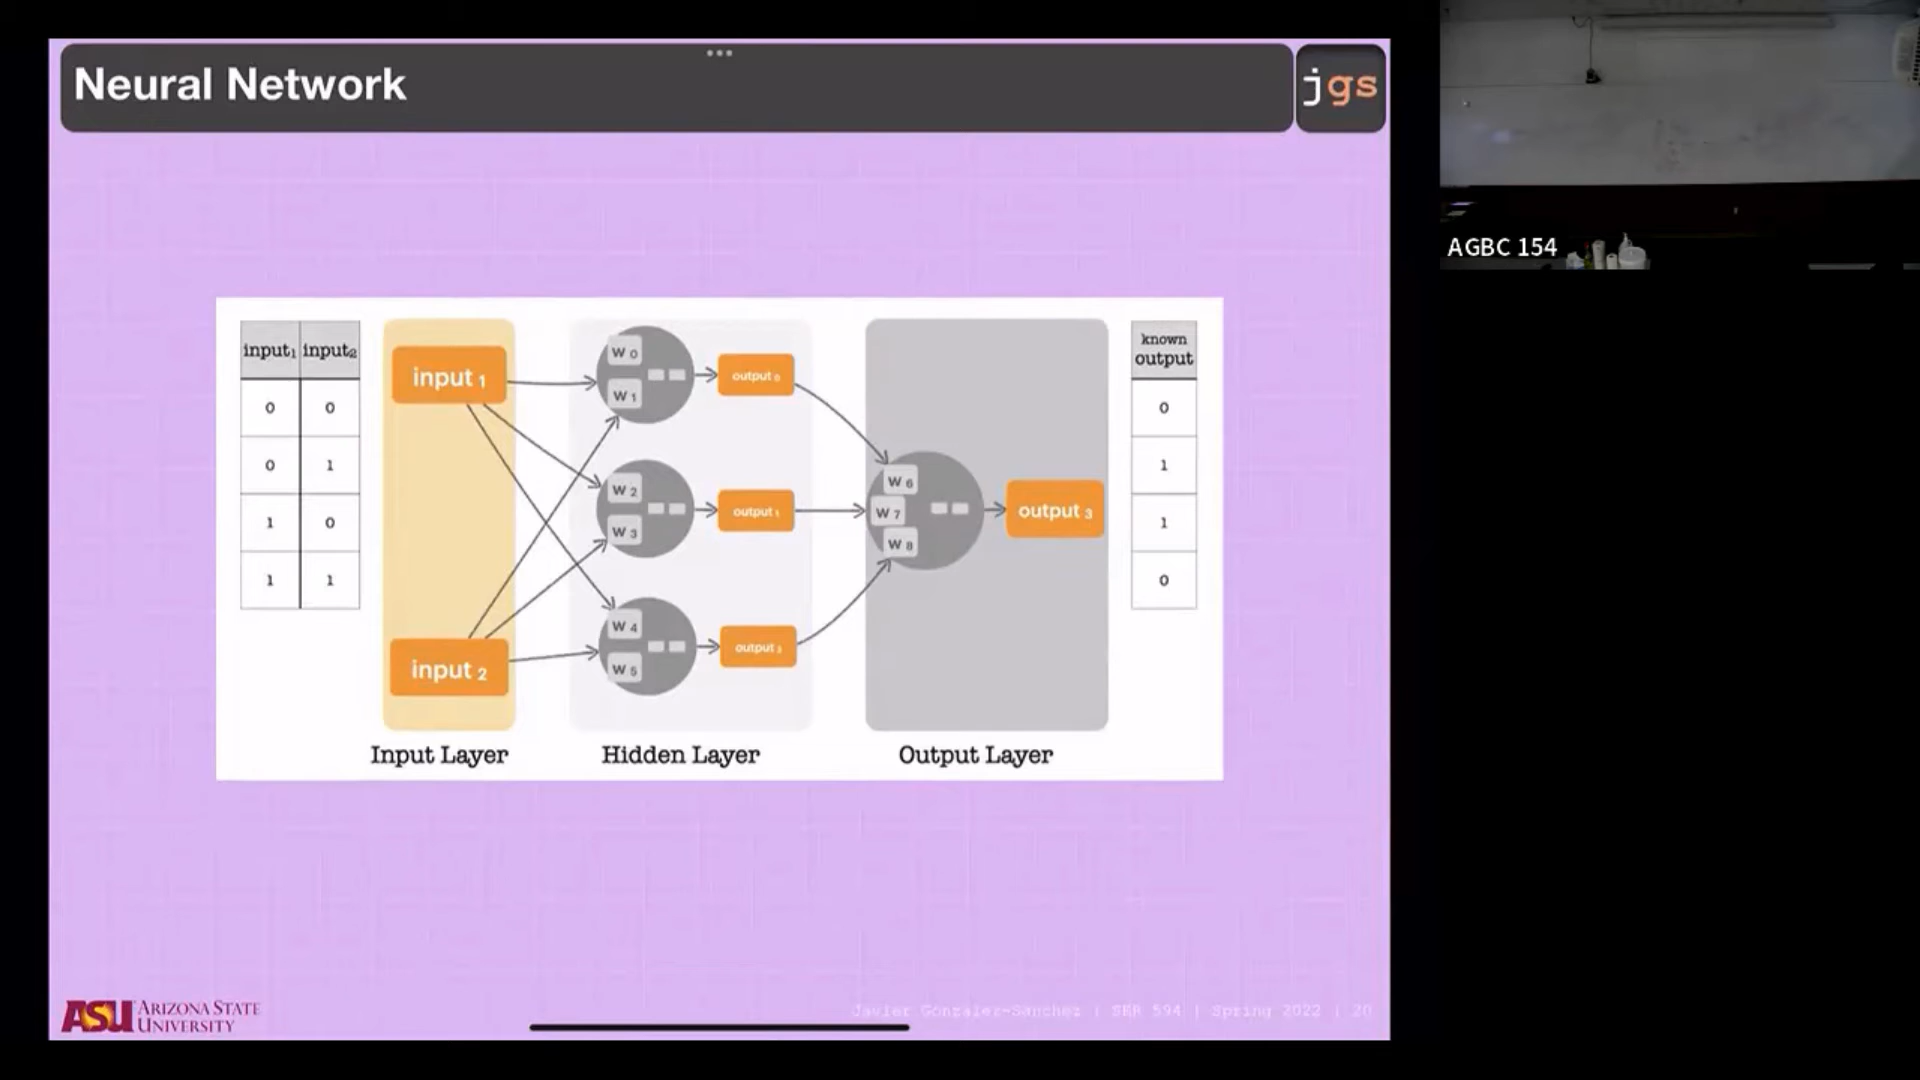 Neural Network
jgs
AGBC 154
input₁ input₂
0 0
0 1
1 0
1 1
input 1
input 2
W 0
W 1
W 2
W 3
W 4
W 5
output 0
output 1
output 2
W 6
W 7
W 8
output 3
known
output
0
1
1
0
Input Layer Hidden Layer Output Layer
ASU ARIZONA STATE
UNIVERSITY
Javier Gonzalez-Sanchez | SER 594 | Spring 2022 | 20